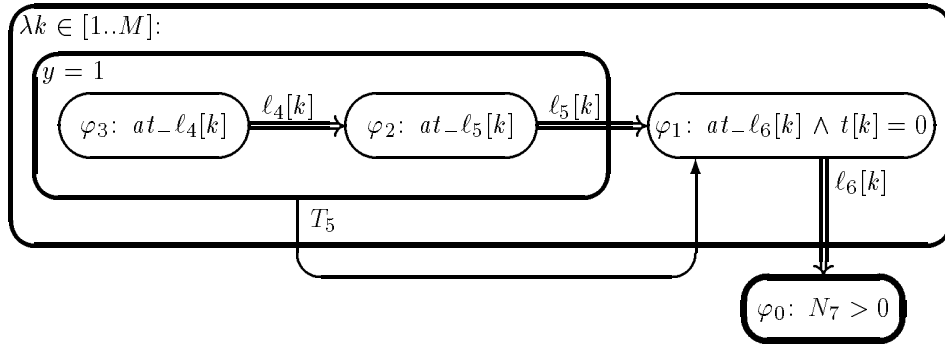 λk ∈ [1..M]:
y = 1
φ₃: at_ℓ₄[k]
ℓ₄[k]
φ₂: at_ℓ₅[k]
ℓ₅[k]
φ₁: at_ℓ₆[k] ∧ t[k] = 0
ℓ₆[k]
T₅
φ₀: N₇ > 0